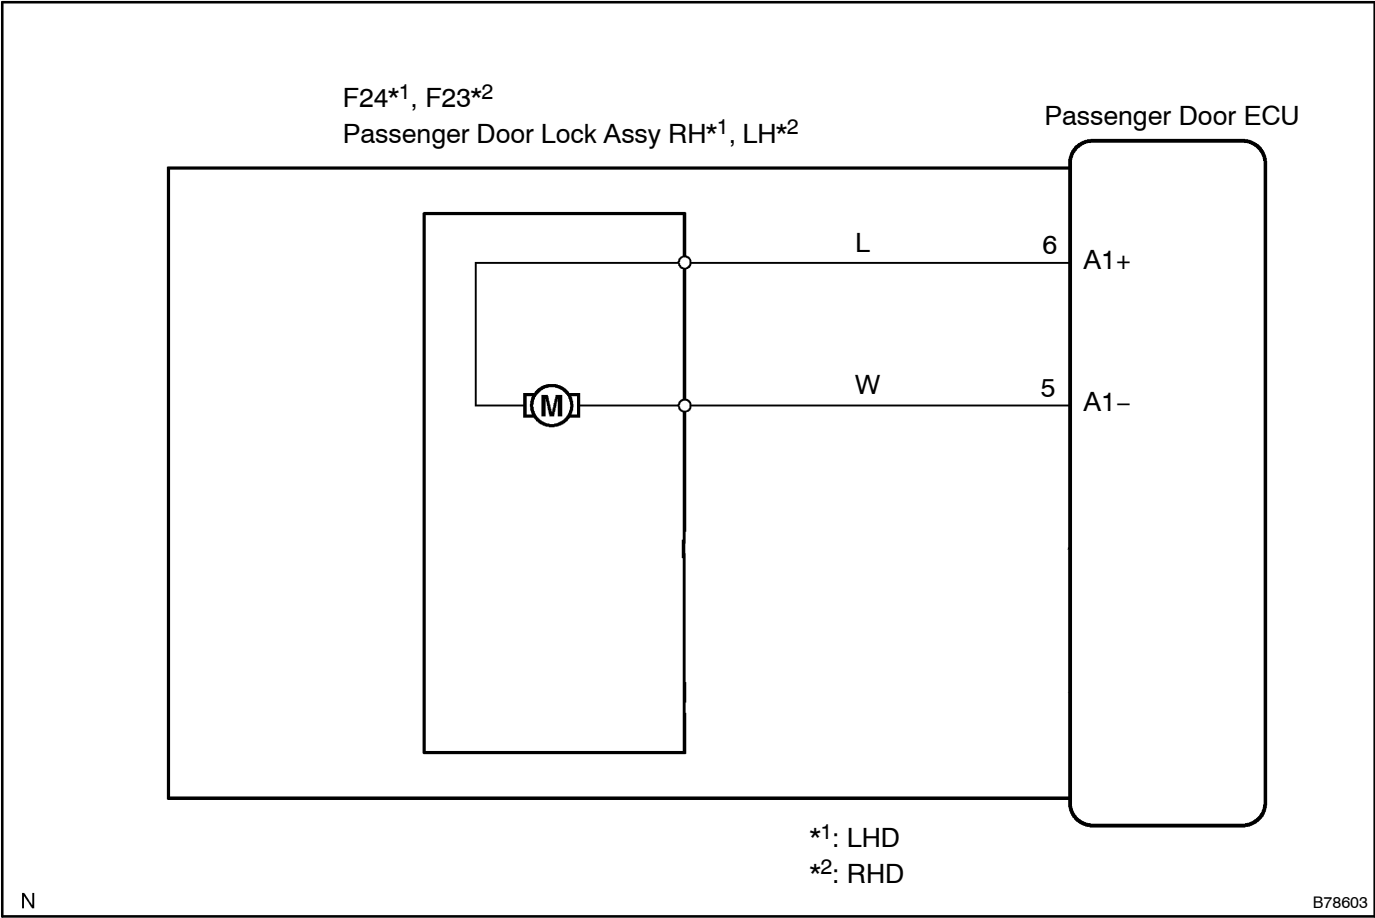 F24*1, F23*2
Passenger Door Lock Assy RH*1, LH*2
Passenger Door ECU
L
6
A1+
W
5
A1−
M
*1: LHD
*2: RHD
N
B78603